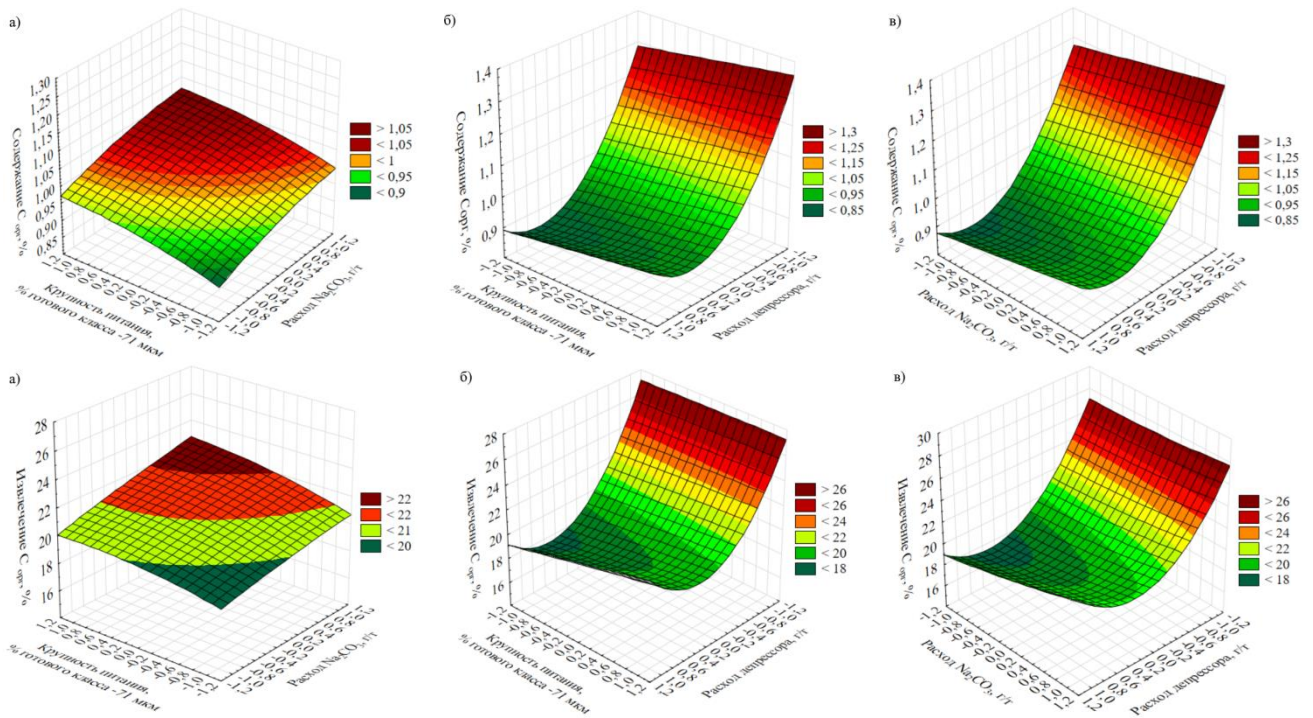 а)
1,30
1,25
1,20
1,15
1,10
1,05
1,00
0,95
0,90
0,85
Содержание С орг, %
Крупность питания,
% готового класса -71 мкм
Расход Na₂CO₃, г/т
> 1,05
< 1,05
< 1
< 0,95
< 0,9
б)
1,4
1,3
1,2
1,1
1,0
0,9
Содержание С орг, %
Крупность питания,
% готового класса -71 мкм
Расход депрессора, г/т
> 1,3
< 1,25
< 1,15
< 1,05
< 0,95
< 0,85
в)
1,4
1,3
1,2
1,1
1,0
0,9
Содержание С орг, %
Расход Na₂CO₃, г/т
Расход депрессора, г/т
> 1,3
< 1,25
< 1,15
< 1,05
< 0,95
< 0,85
а)
28
26
24
22
20
18
16
Извлечение С орг, %
Крупность питания,
% готового класса -71 мкм
Расход Na₂CO₃, г/т
> 22
< 22
< 21
< 20
б)
28
26
24
22
20
18
16
Извлечение С орг, %
Крупность питания,
% готового класса -71 мкм
Расход депрессора, г/т
> 26
< 26
< 24
< 22
< 20
< 18
в)
30
28
26
24
22
20
18
16
Извлечение С орг, %
Расход Na₂CO₃, г/т
Расход депрессора, г/т
> 26
< 26
< 24
< 22
< 20
< 18